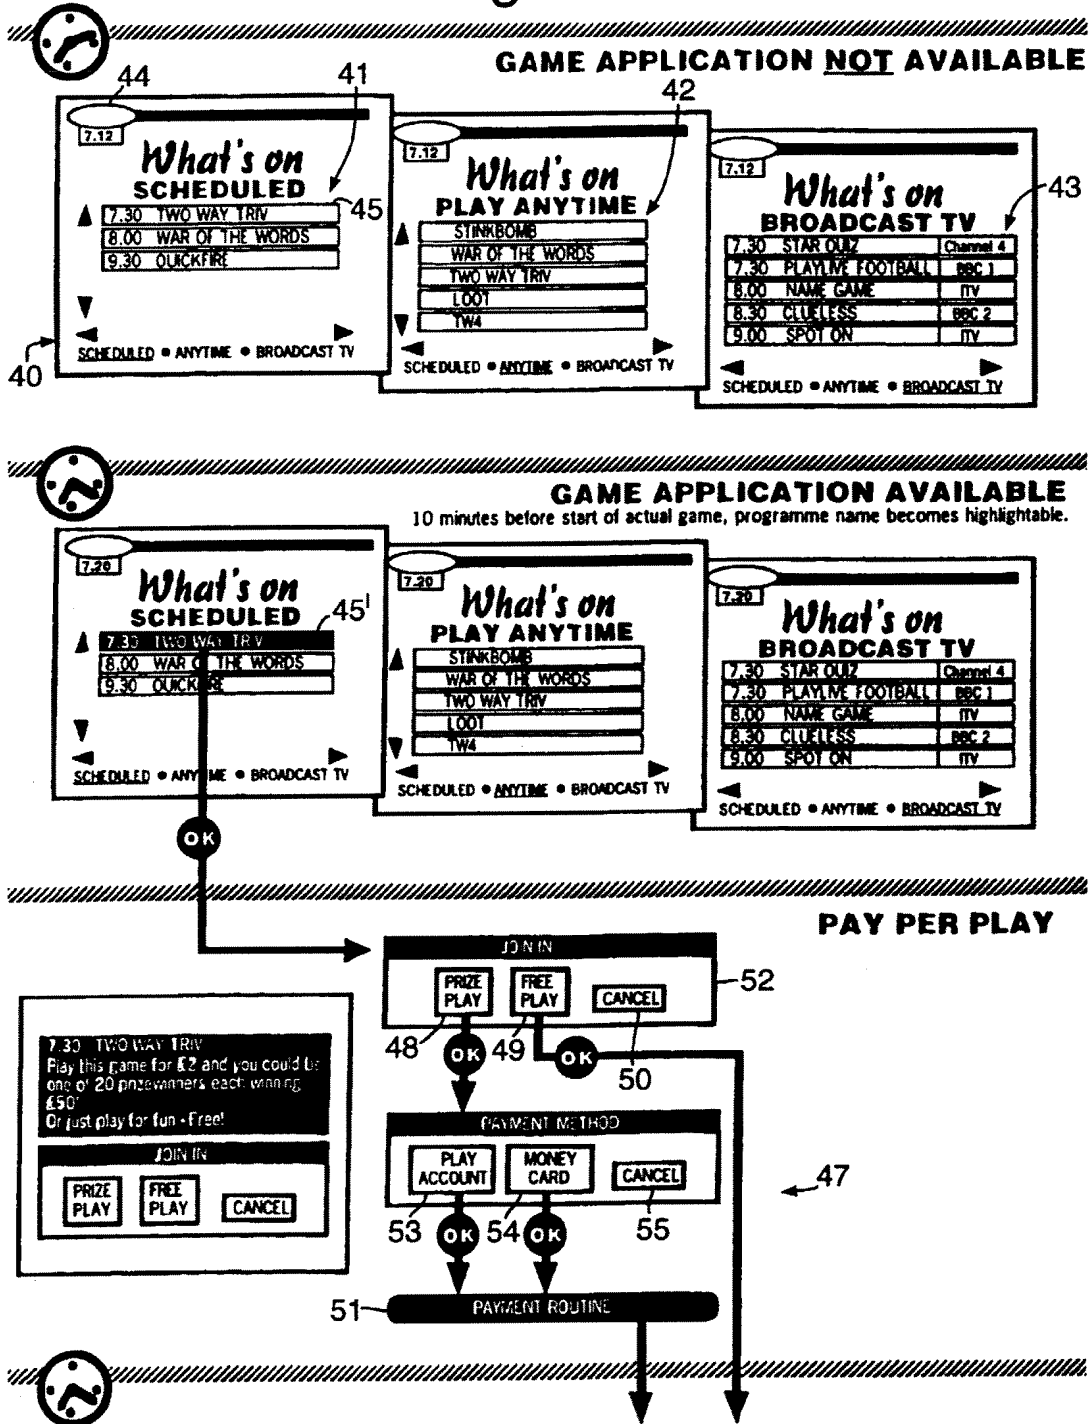 GAME APPLICATION NOT AVAILABLE
44
41
42
7.12
What's on
SCHEDULED
45
7.30 TWO WAY TRIV
8.00 WAR OF THE WORDS
9.30 QUICKFIRE
SCHEDULED • ANYTIME • BROADCAST TV
40
7.12
What's on
PLAY ANYTIME
STINKBOMB
WAR OF THE WORDS
TWO WAY TRIV
LOOT
TW4
SCHEDULED • ANYTIME • BROADCAST TV
7.12
What's on
43
BROADCAST TV
7.30 STAR QUIZ Channel 4
7.30 PLAYLIVE FOOTBALL BBC 1
8.00 NAME GAME ITV
8.30 CLUELESS BBC 2
9.00 SPOT ON ITV
SCHEDULED • ANYTIME • BROADCAST TV
GAME APPLICATION AVAILABLE
10 minutes before start of actual game, programme name becomes highlightable.
7.20
What's on
SCHEDULED
45'
7.30 TWO WAY TRIV
8.00 WAR OF THE WORDS
9.30 QUICKFIRE
SCHEDULED • ANYTIME • BROADCAST TV
OK
7.20
What's on
PLAY ANYTIME
STINKBOMB
WAR OF THE WORDS
TWO WAY TRIV
LOOT
TW4
SCHEDULED • ANYTIME • BROADCAST TV
7.20
What's on
BROADCAST TV
7.30 STAR QUIZ Channel 4
7.30 PLAYLIVE FOOTBALL BBC 1
8.00 NAME GAME ITV
8.30 CLUELESS BBC 2
9.00 SPOT ON ITV
SCHEDULED • ANYTIME • BROADCAST TV
PAY PER PLAY
JOIN IN
PRIZE PLAY
FREE PLAY
CANCEL
52
48
OK
49
OK
50
7.30 TWO WAY TRIV
Play this game for £2 and you could be
one of 20 prizewinners each winning
£50!
Or just play for fun - Free!
JOIN IN
PRIZE PLAY
FREE PLAY
CANCEL
PAYMENT METHOD
PLAY ACCOUNT
MONEY CARD
CANCEL
47
53
OK
54
OK
55
51
PAYMENT ROUTINE